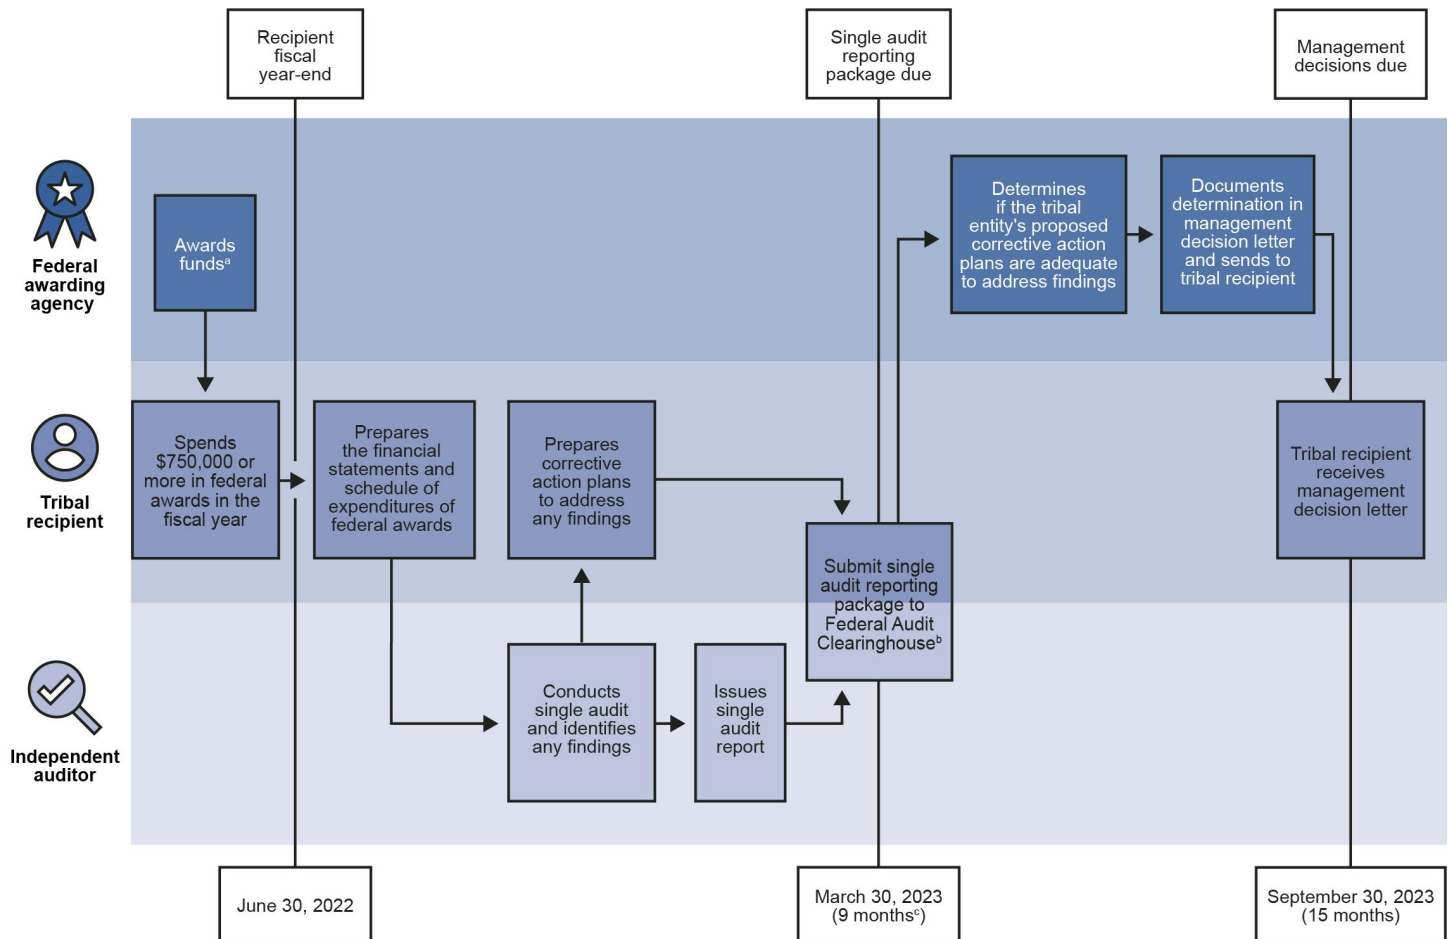 Recipient
fiscal
year-end
Single audit
reporting
package due
Management
decisions due
Federal
awarding
agency
Awards
fundsᵃ
Determines
if the tribal
entity's proposed
corrective action
plans are adequate
to address findings
Documents
determination in
management
decision letter
and sends to
tribal recipient
Tribal
recipient
Spends
$750,000 or
more in federal
awards in the
fiscal year
Prepares
the financial
statements and
schedule of
expenditures of
federal awards
Prepares
corrective
action plans
to address
any findings
Submit single
audit reporting
package to
Federal Audit
Clearinghouseᵇ
Tribal recipient
receives
management
decision letter
Independent
auditor
Conducts
single audit
and identifies
any findings
Issues
single
audit
report
June 30, 2022
March 30, 2023
(9 monthsᶜ)
September 30, 2023
(15 months)